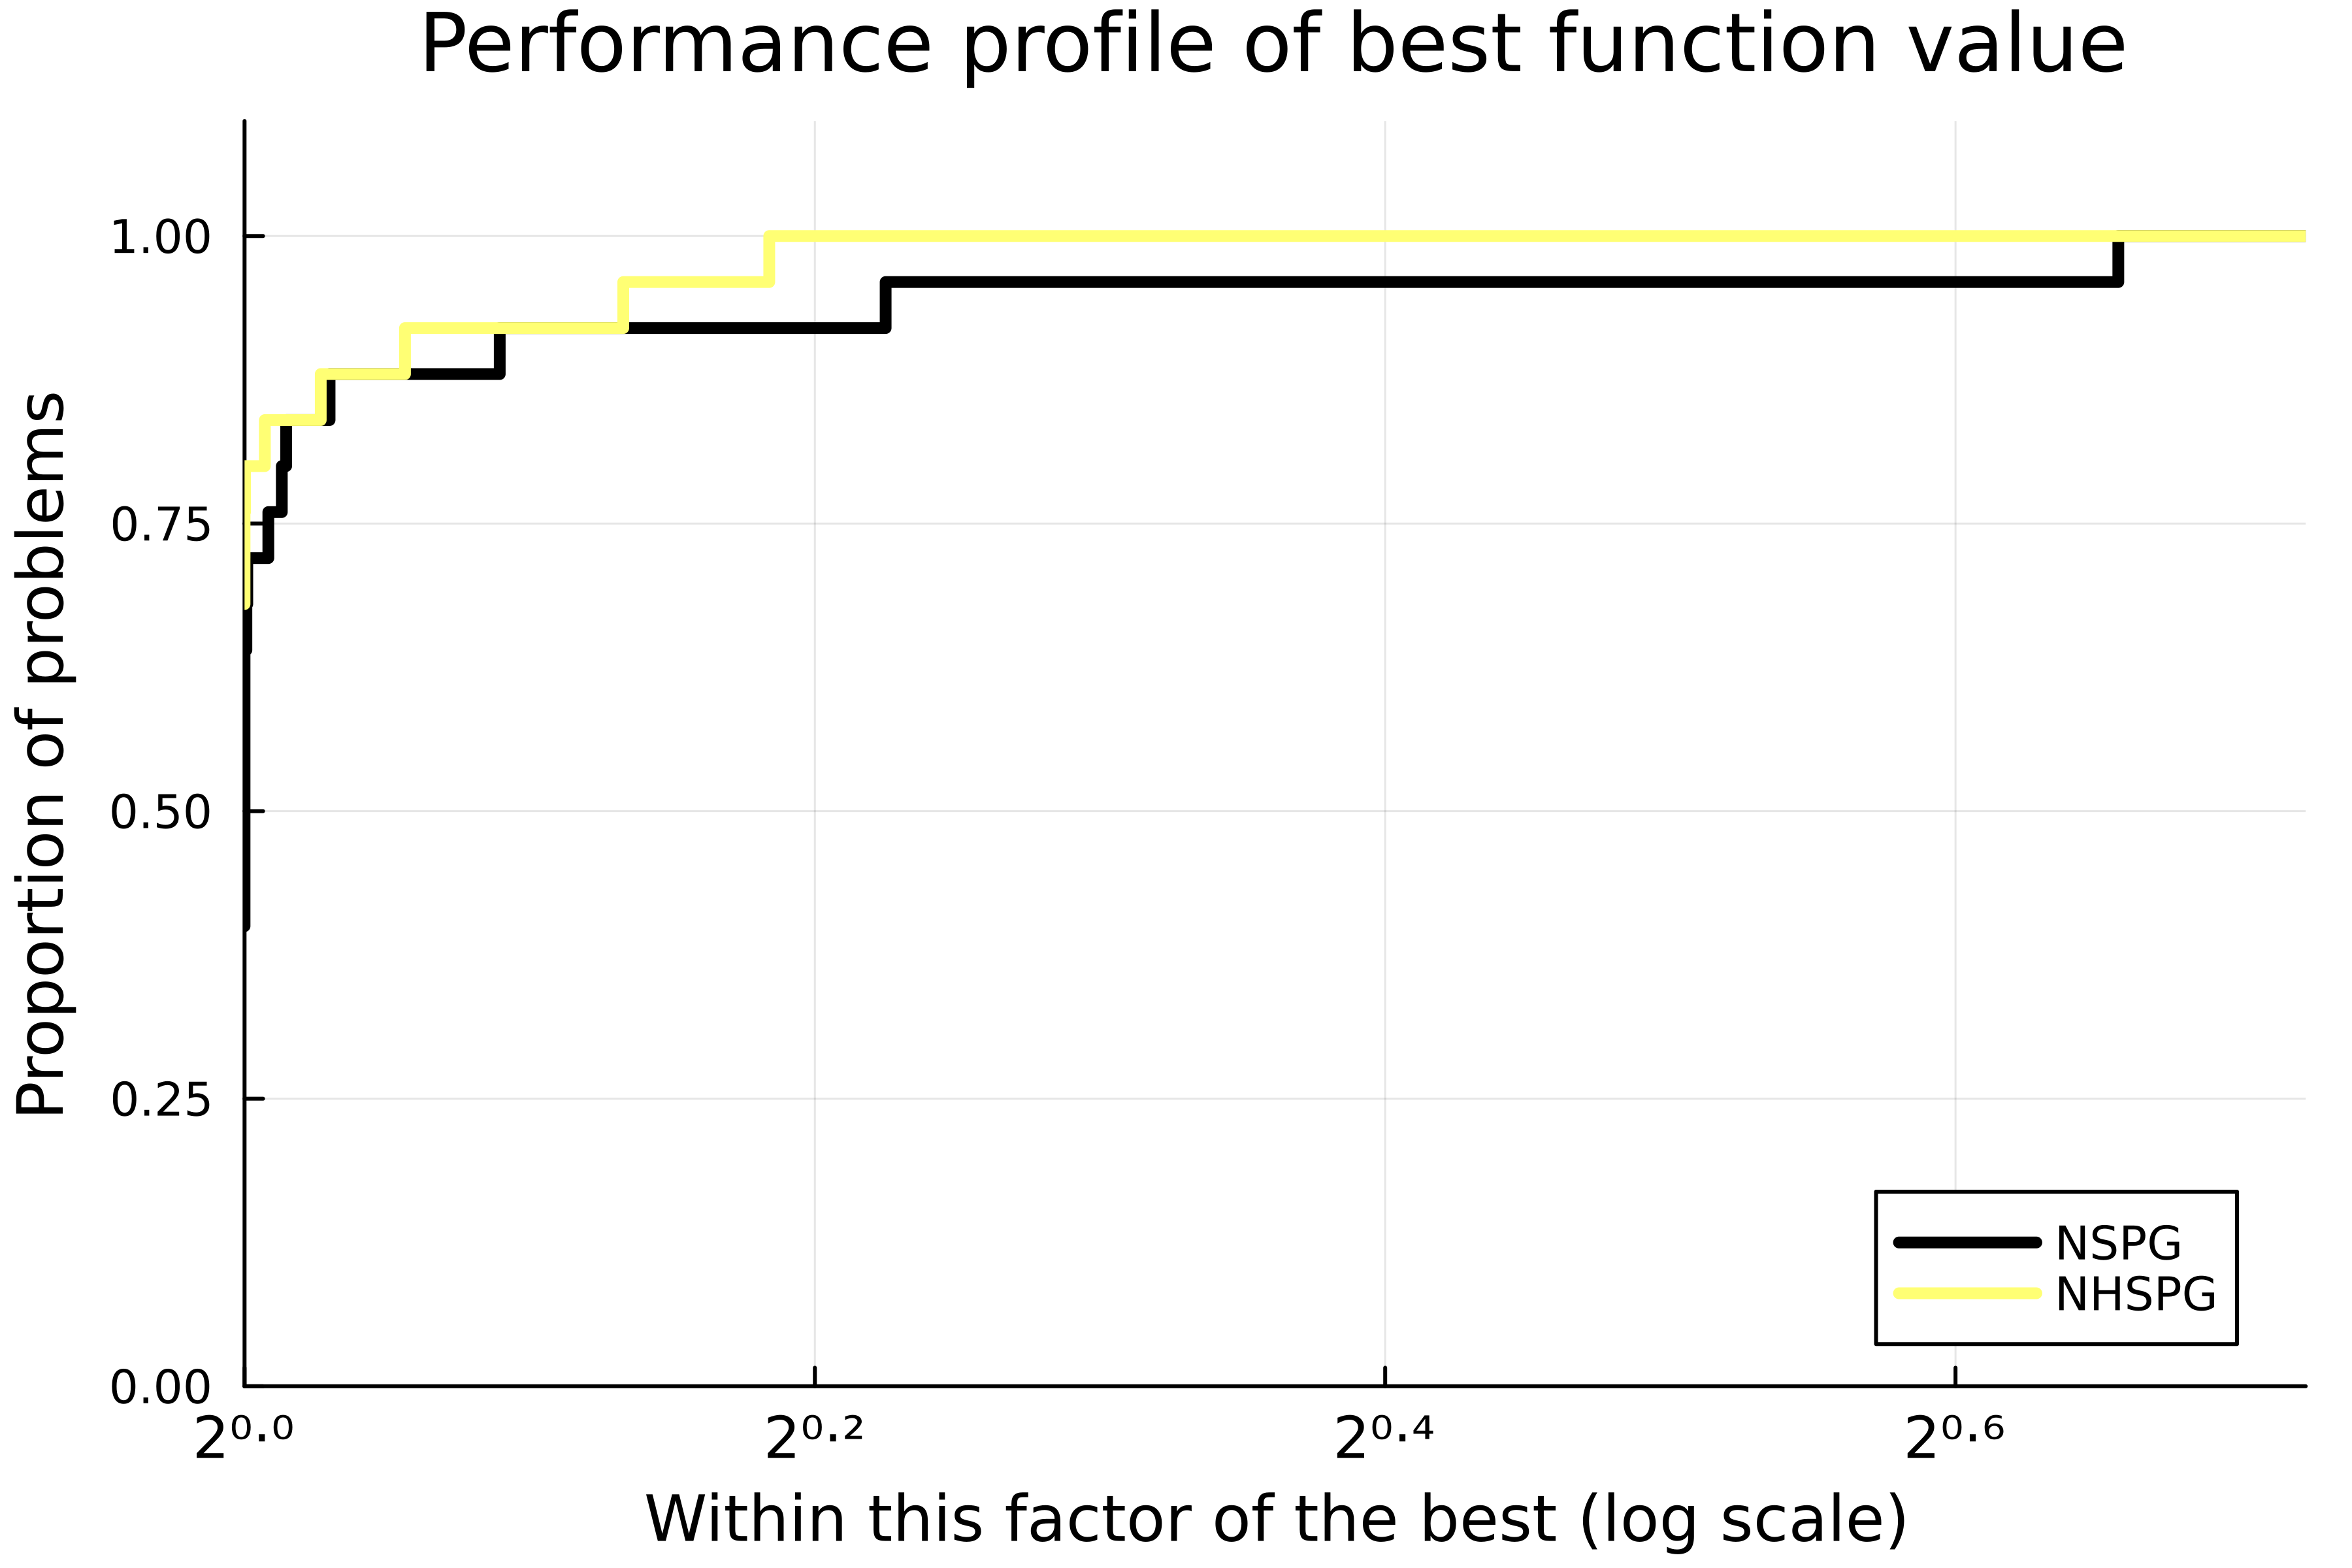 Performance profile of best function value
Proportion of problems
1.00
0.75
0.50
0.25
0.00
2⁰·⁰
2⁰·²
2⁰·⁴
2⁰·⁶
Within this factor of the best (log scale)
NSPG
NHSPG